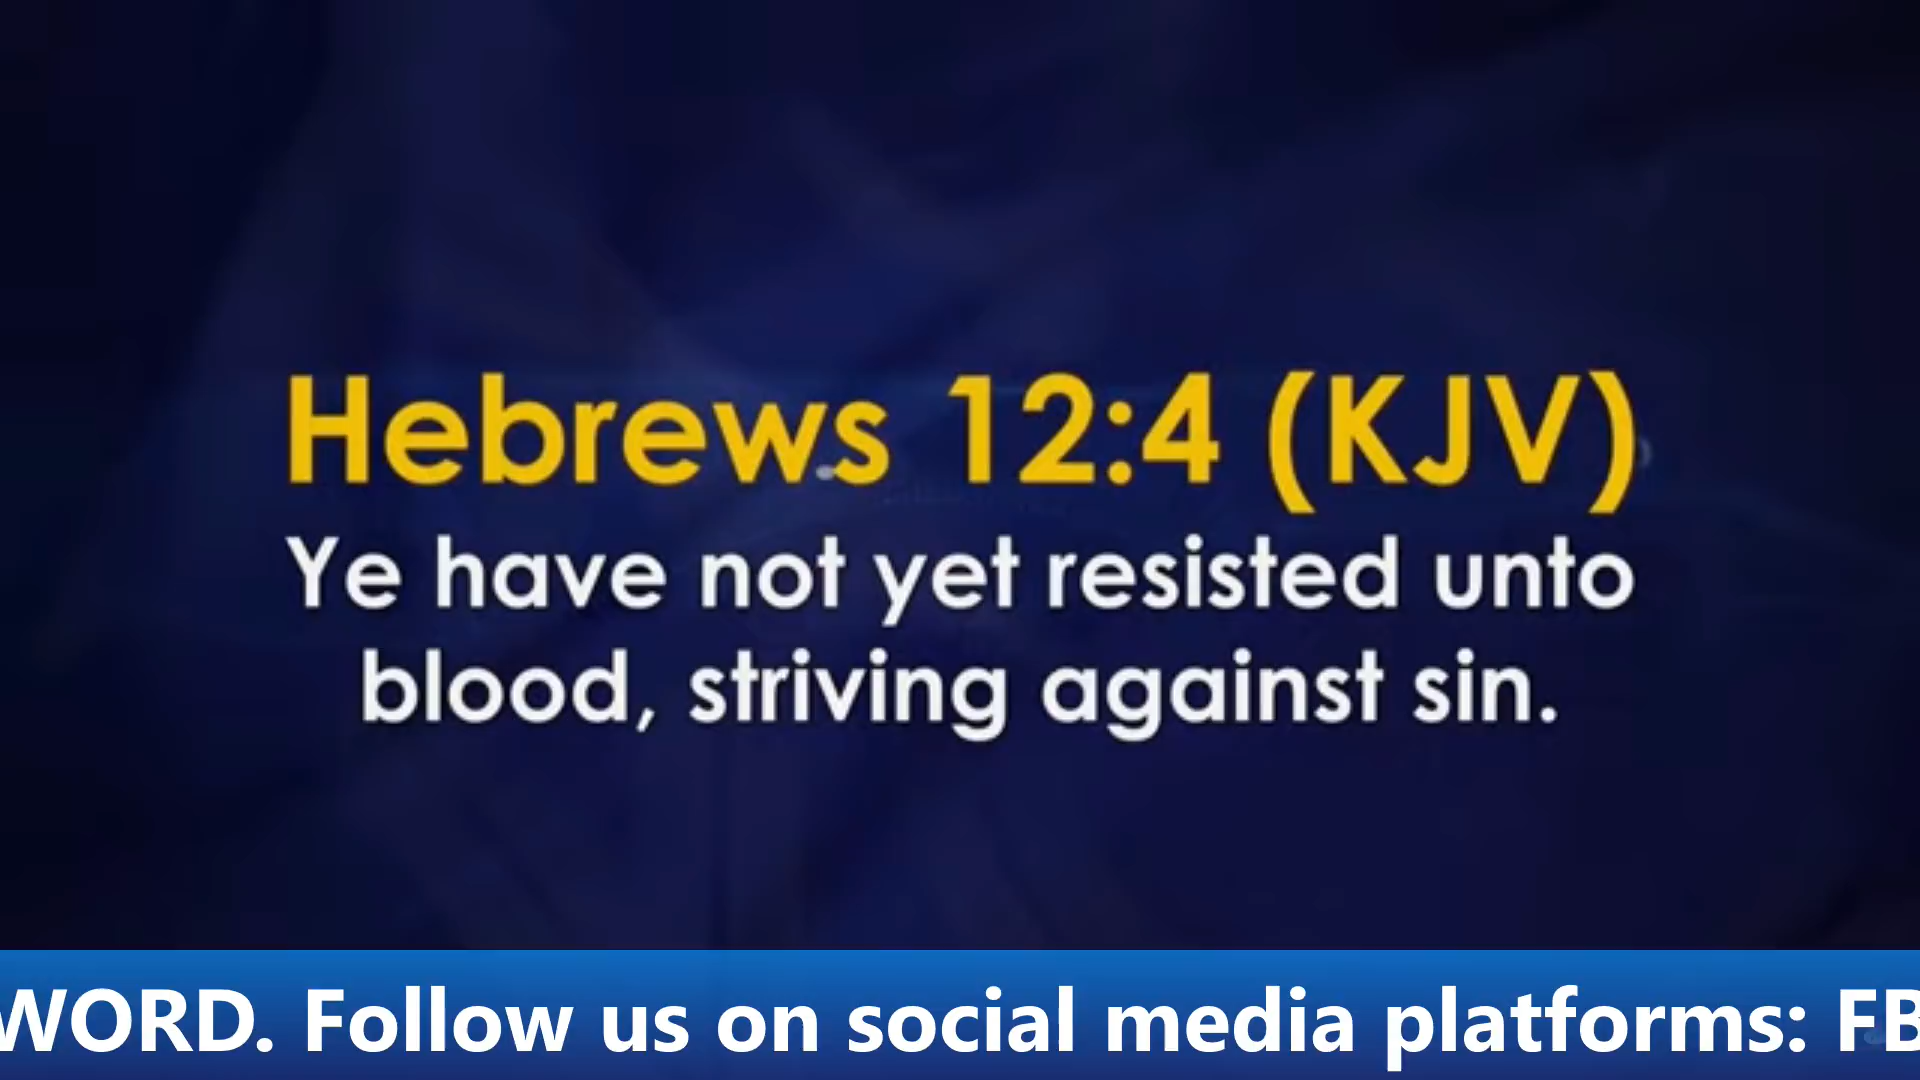 Hebrews 12:4 (KJV)
Ye have not yet resisted unto
blood, striving against sin.
WORD. Follow us on social media platforms: FB